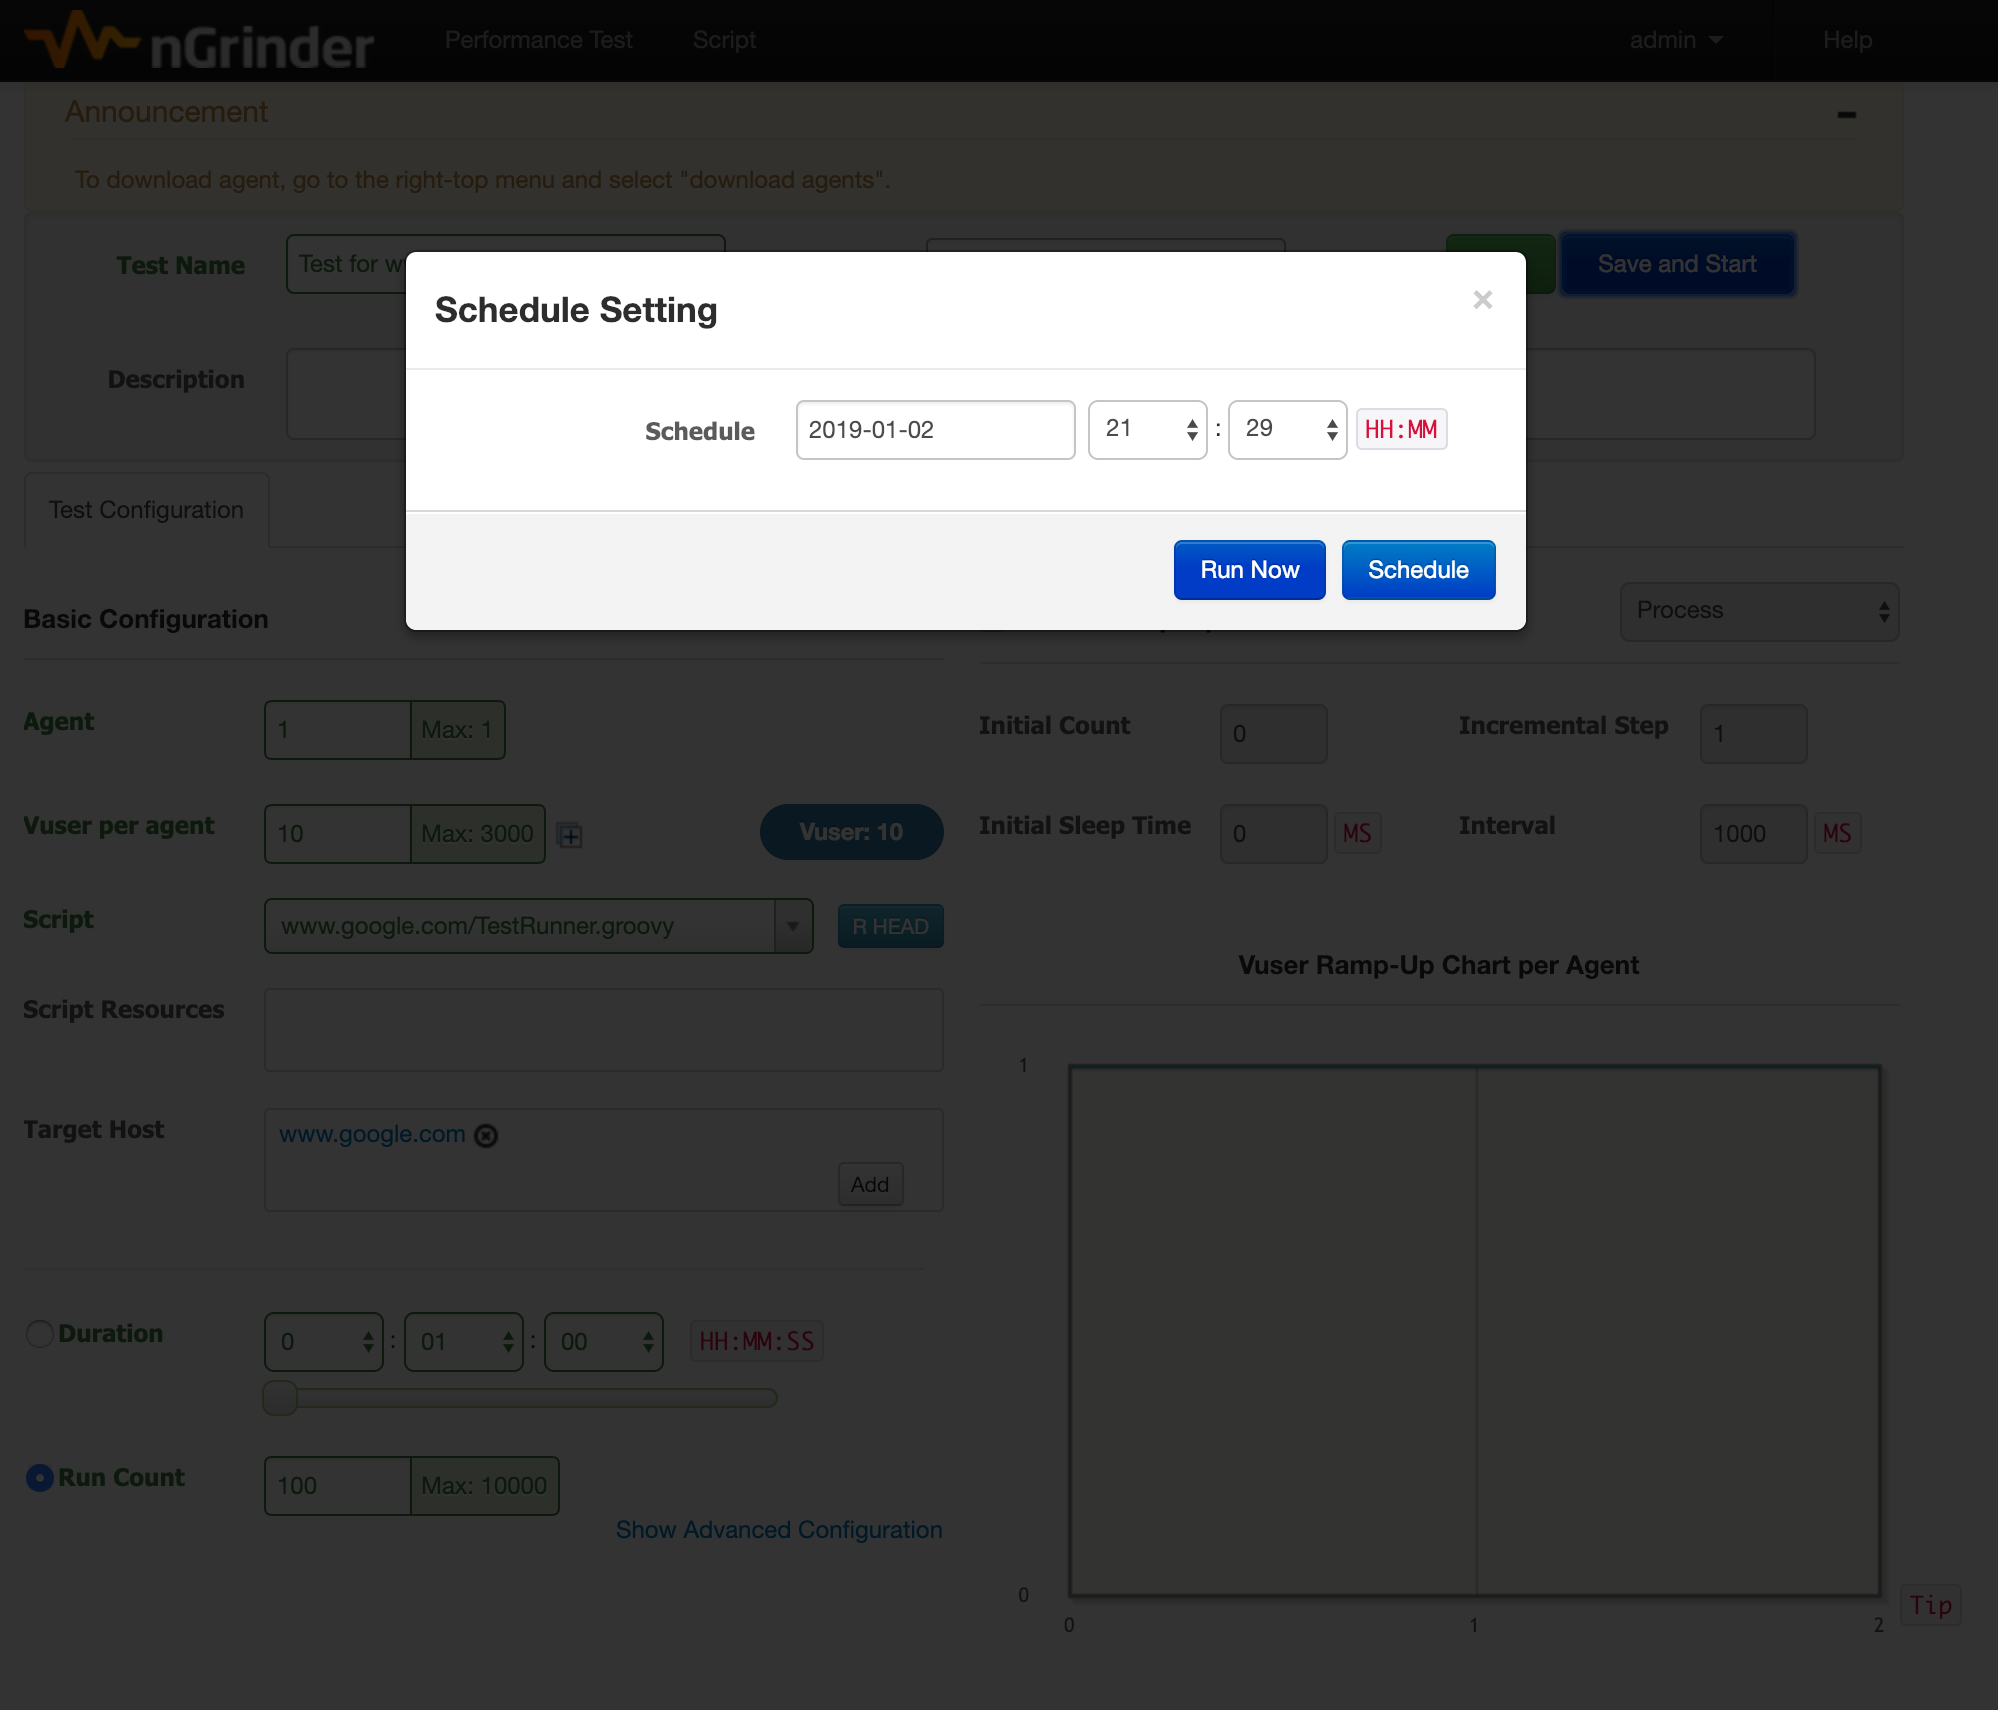 nGrinder Performance Test Script admin Help
Announcement
To download agent, go to the right-top menu and select "download agents".
Test Name Test for w Save and Start
Schedule Setting ×
Description
Schedule 2019-01-02 21 : 29 HH:MM
Test Configuration
Run Now Schedule
Basic Configuration Process
Agent 1 Max: 1 Initial Count 0 Incremental Step 1
Vuser per agent 10 Max: 3000 Vuser: 10 Initial Sleep Time 0 MS Interval 1000 MS
Script www.google.com/TestRunner.groovy R HEAD
Vuser Ramp-Up Chart per Agent
Script Resources
1
Target Host www.google.com
Add
Duration 0 : 01 : 00 HH:MM:SS
Run Count 100 Max: 10000
Show Advanced Configuration
0
Tip
0 1 2